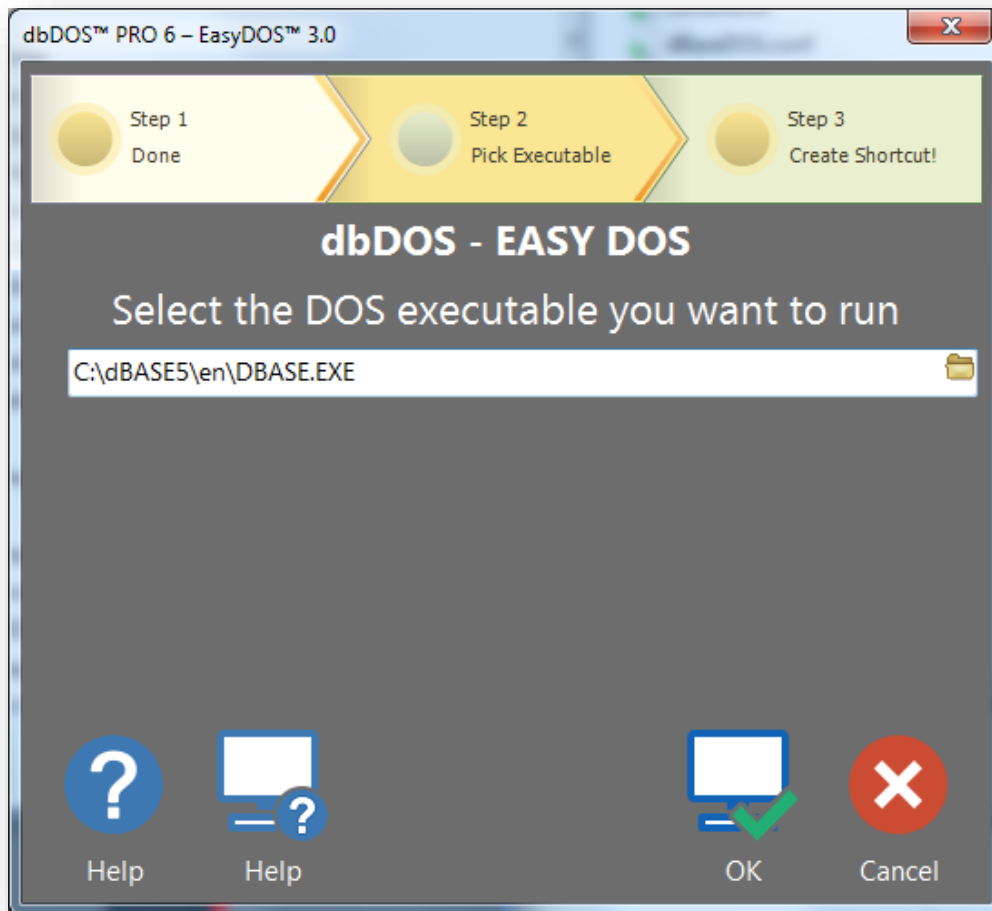 dbDOS™ PRO 6 – EasyDOS™ 3.0
Step 1
Done
Step 2
Pick Executable
Step 3
Create Shortcut!
dbDOS - EASY DOS
Select the DOS executable you want to run
C:\dBASE5\en\DBASE.EXE
?
?
Help
Help
OK
Cancel